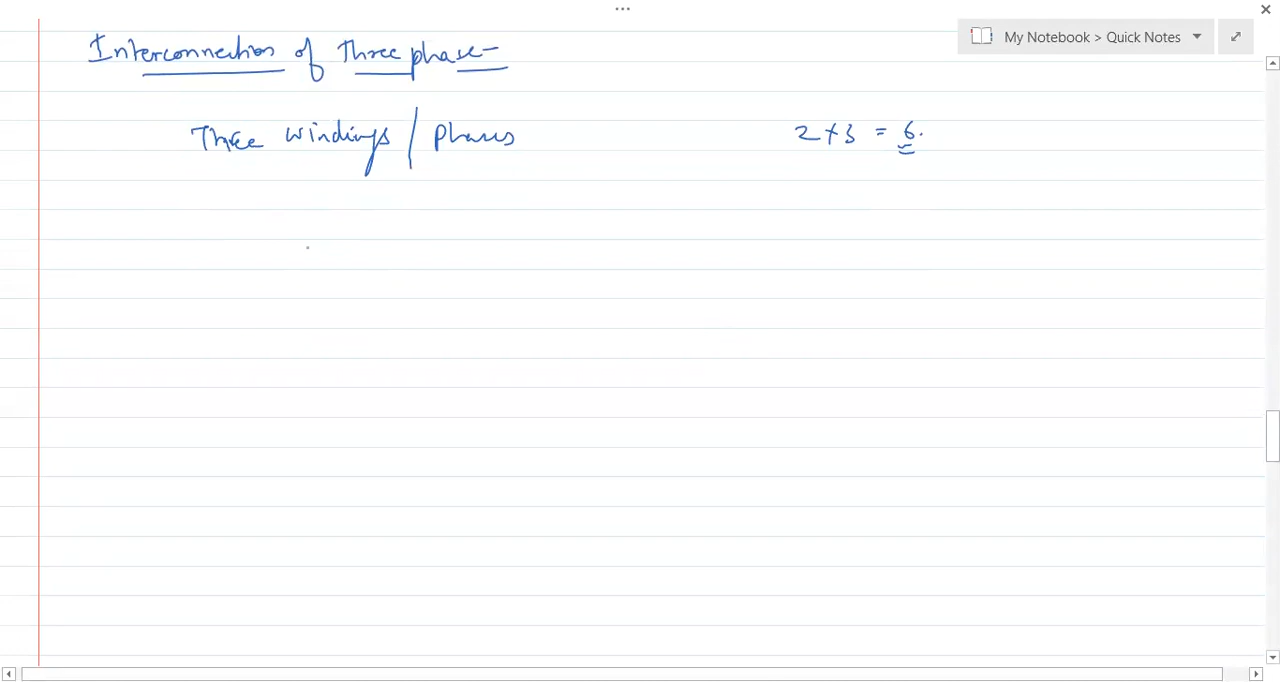 ...
My Notebook > Quick Notes
Interconnection of three phase-
Three windings / Phases 2 × 3 = 6.